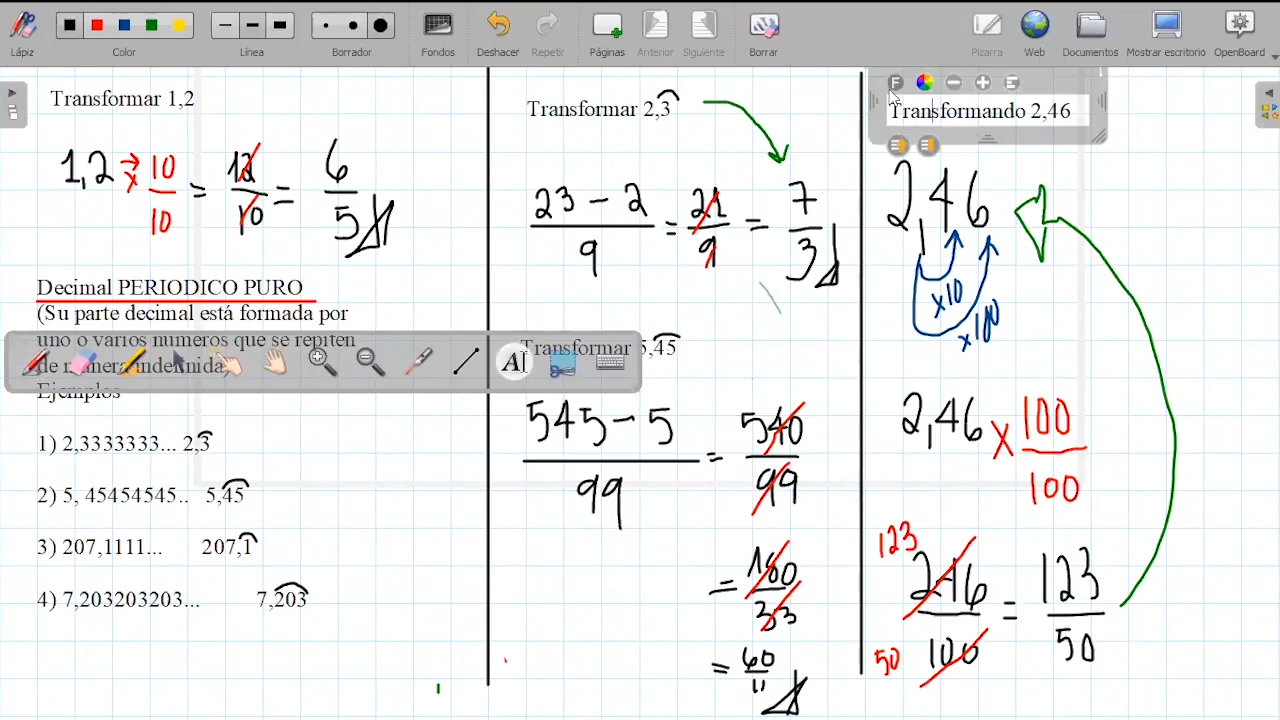 Lápiz
Color
Línea
Borrador
Fondos
Deshacer
Repetir
Páginas
Anterior
Siguiente
Borrar
Pizarra
Web
Documentos
Mostrar escritorio
OpenBoard
Transformar 1,2
1,2 → x 10/10 = 12/10 = 6/5
Decimal PERIODICO PURO
(Su parte decimal está formada por
uno o varios numeros que se repiten
de manera indefinida)
Ejemplos
1) 2,3333333... 2,3
2) 5, 45454545.. 5,45
3) 207,1111... 207,1
4) 7,203203203... 7,203
Transformar 2,3
23 - 2 / 9 = 21/9 = 7/3
Transformar 5,45
545 - 5 / 99 = 540/99
= 180/33
= 60/11
Transformando 2,46
2,46
x10
x100
2,46 x 100/100
123
246/100 = 123/50
50